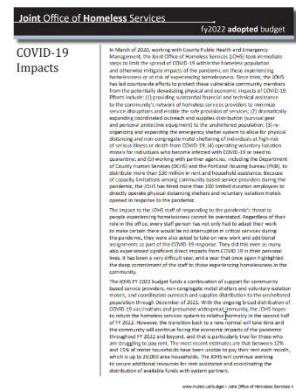 Joint Office of Homeless Services
fy2022 adopted budget
COVID-19
Impacts
In March of 2020, working with County Public Health and Emergency
Management, the Joint Office of Homeless Services (JOHS) took immediate
steps to limit the spread of COVID-19 within the homeless population
and otherwise mitigate impacts of the pandemic on those experiencing
homelessness or at risk of experiencing homelessness. Since then, the JOHS
has led countywide efforts to protect these vulnerable community members
from the potentially devastating physical and economic impacts of COVID-19.
Efforts include: (1) providing substantial financial and technical assistance
to the community's network of homeless services providers to minimize
service disruptions and enable the safe provision of services; (2) dramatically
expanding coordinated outreach and supplies distribution (survival gear
and personal protective equipment) to the unsheltered population; (3) re-
organizing and expanding the emergency shelter system to allow for physical
distancing and non-congregate motel sheltering of individuals at high-risk
of serious illness or death from COVID-19; (4) operating voluntary isolation
motels for individuals who become infected with COVID-19 or need to
quarantine; and (5) working with partner agencies, including the Department
of County Human Services (DCHS) and the Portland Housing Bureau (PHB), to
distribute more than $30 million in rent and household assistance. Because
of capacity limitations among community based service providers during the
pandemic, the JOHS has hired more than 100 limited duration employees to
directly operate physical distancing shelters and voluntary isolation motels
opened in response to the pandemic.
The impact to the JOHS staff of responding to the pandemic's threat to
people experiencing homelessness cannot be overstated. Regardless of their
role in the office, every staff person has not only had to adapt their work
to make certain there would be no interruption in critical services during
the pandemic, they were also asked to take on new work and additional
assignments as part of the COVID-19 response. They did this even as many
also experienced significant direct impacts from COVID-19 in their personal
lives. It has been a very difficult year, and a year that once again highlighted
the deep commitment of the staff to those experiencing homelessness in the
community.
The JOHS FY 2022 budget funds a continuation of support for community
based service providers, non-congregate motel shelters and voluntary isolation
motels, and coordinated outreach and supplies distribution to the unsheltered
population through December of 2021. With the ongoing broad distribution of
COVID-19 vaccinations and presumed widespread immunity, the JOHS hopes
to return the homeless services system to relative normalcy in the second half
of FY 2022. However, the transition back to a new normal will take time and
the community will continue facing the economic impacts of the pandemic
throughout FY 2022 and beyond, and that is particularly true for those who
are struggling to pay rent. The most recent estimates are that between 12%
and 15% of renter households have been unable to pay their rent each month,
which is up to 20,000 area households. The JOHS will continue working
to secure additional resources for rent assistance and coordinating the
distribution of available funds with system partners.
www.multco.us/budget • Joint Office of Homeless Services